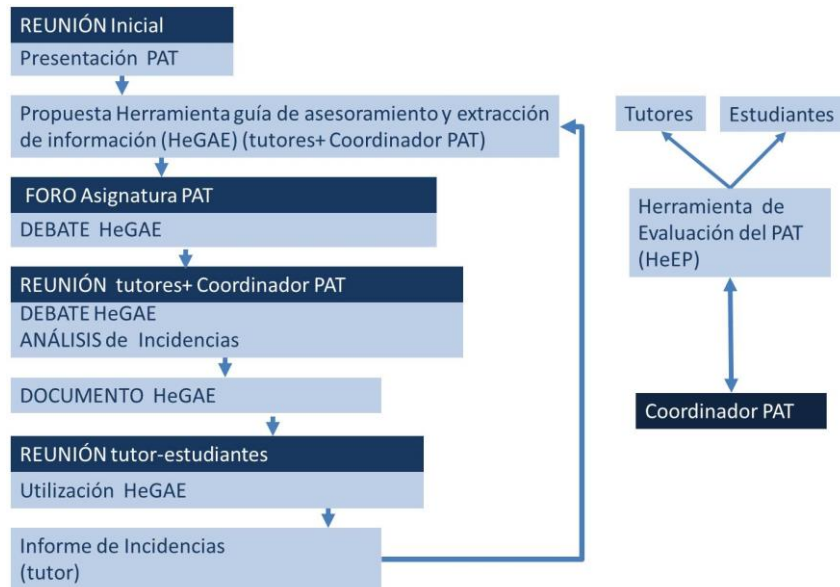 REUNIÓN Inicial
Presentación PAT
Propuesta Herramienta guía de asesoramiento y extracción
de información (HeGAE) (tutores+ Coordinador PAT)
FORO Asignatura PAT
DEBATE HeGAE
REUNIÓN tutores+ Coordinador PAT
DEBATE HeGAE
ANÁLISIS de Incidencias
DOCUMENTO HeGAE
REUNIÓN tutor-estudiantes
Utilización HeGAE
Informe de Incidencias
(tutor)
Tutores
Estudiantes
Herramienta de
Evaluación del PAT
(HeEP)
Coordinador PAT